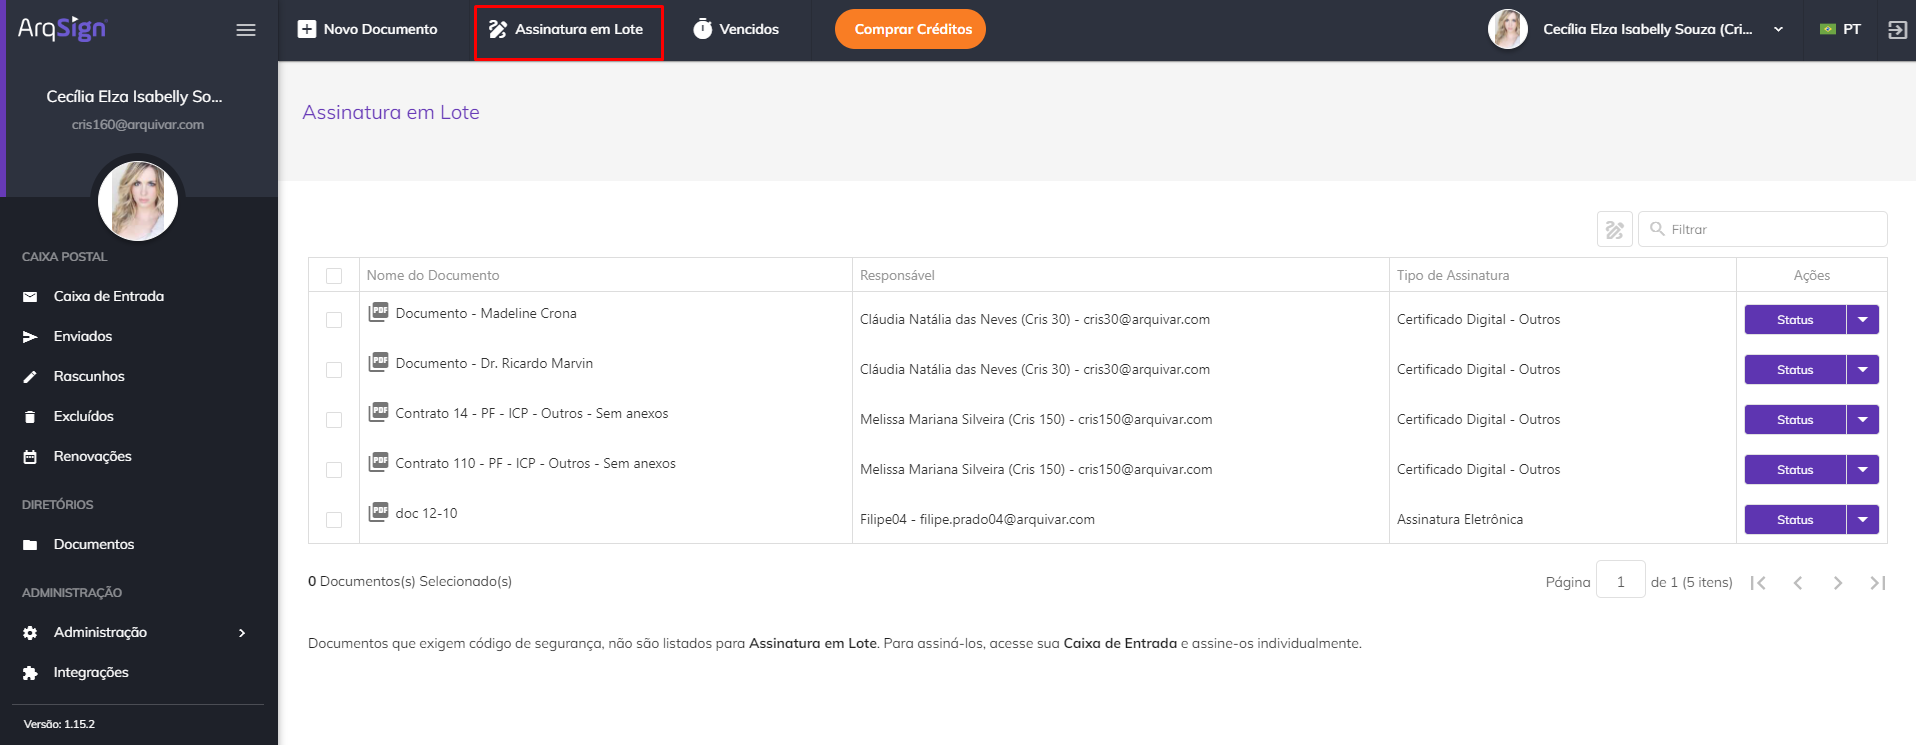 ArqSign
Novo Documento
Assinatura em Lote
Vencidos
Comprar Créditos
Cecília Elza Isabelly Souza (Cri...
PT
Cecília Elza Isabelly So...
cris160@arquivar.com
CAIXA POSTAL
Caixa de Entrada
Enviados
Rascunhos
Excluídos
Renovações
DIRETÓRIOS
Documentos
ADMINISTRAÇÃO
Administração
Integrações
Versão: 1.15.2
Assinatura em Lote
Filtrar
Nome do Documento Responsável Tipo de Assinatura Ações
PDF Documento - Madeline Crona Cláudia Natália das Neves (Cris 30) - cris30@arquivar.com Certificado Digital - Outros Status
PDF Documento - Dr. Ricardo Marvin Cláudia Natália das Neves (Cris 30) - cris30@arquivar.com Certificado Digital - Outros Status
PDF Contrato 14 - PF - ICP - Outros - Sem anexos Melissa Mariana Silveira (Cris 150) - cris150@arquivar.com Certificado Digital - Outros Status
PDF Contrato 110 - PF - ICP - Outros - Sem anexos Melissa Mariana Silveira (Cris 150) - cris150@arquivar.com Certificado Digital - Outros Status
PDF doc 12-10 Filipe04 - filipe.prado04@arquivar.com Assinatura Eletrônica Status
0 Documentos(s) Selecionado(s)
Página 1 de 1 (5 itens)
Documentos que exigem código de segurança, não são listados para Assinatura em Lote. Para assiná-los, acesse sua Caixa de Entrada e assine-os individualmente.